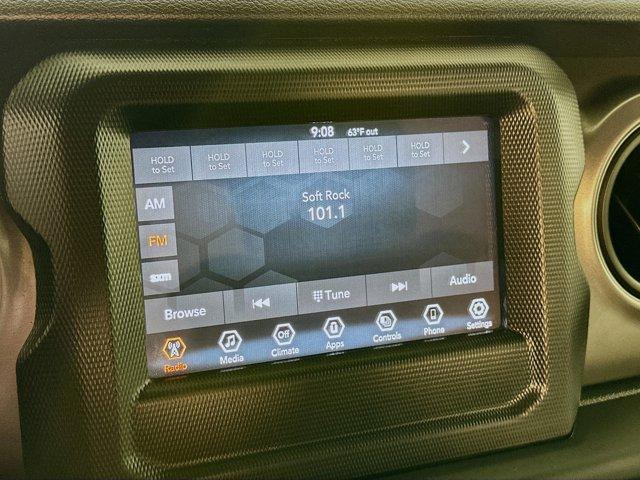 9:08 63°F out
HOLD to Set HOLD to Set HOLD to Set HOLD to Set HOLD to Set HOLD to Set
Soft Rock
AM
101.1
FM
sxm
Browse Tune Audio
Radio Media Off Climate Apps Controls Phone Settings